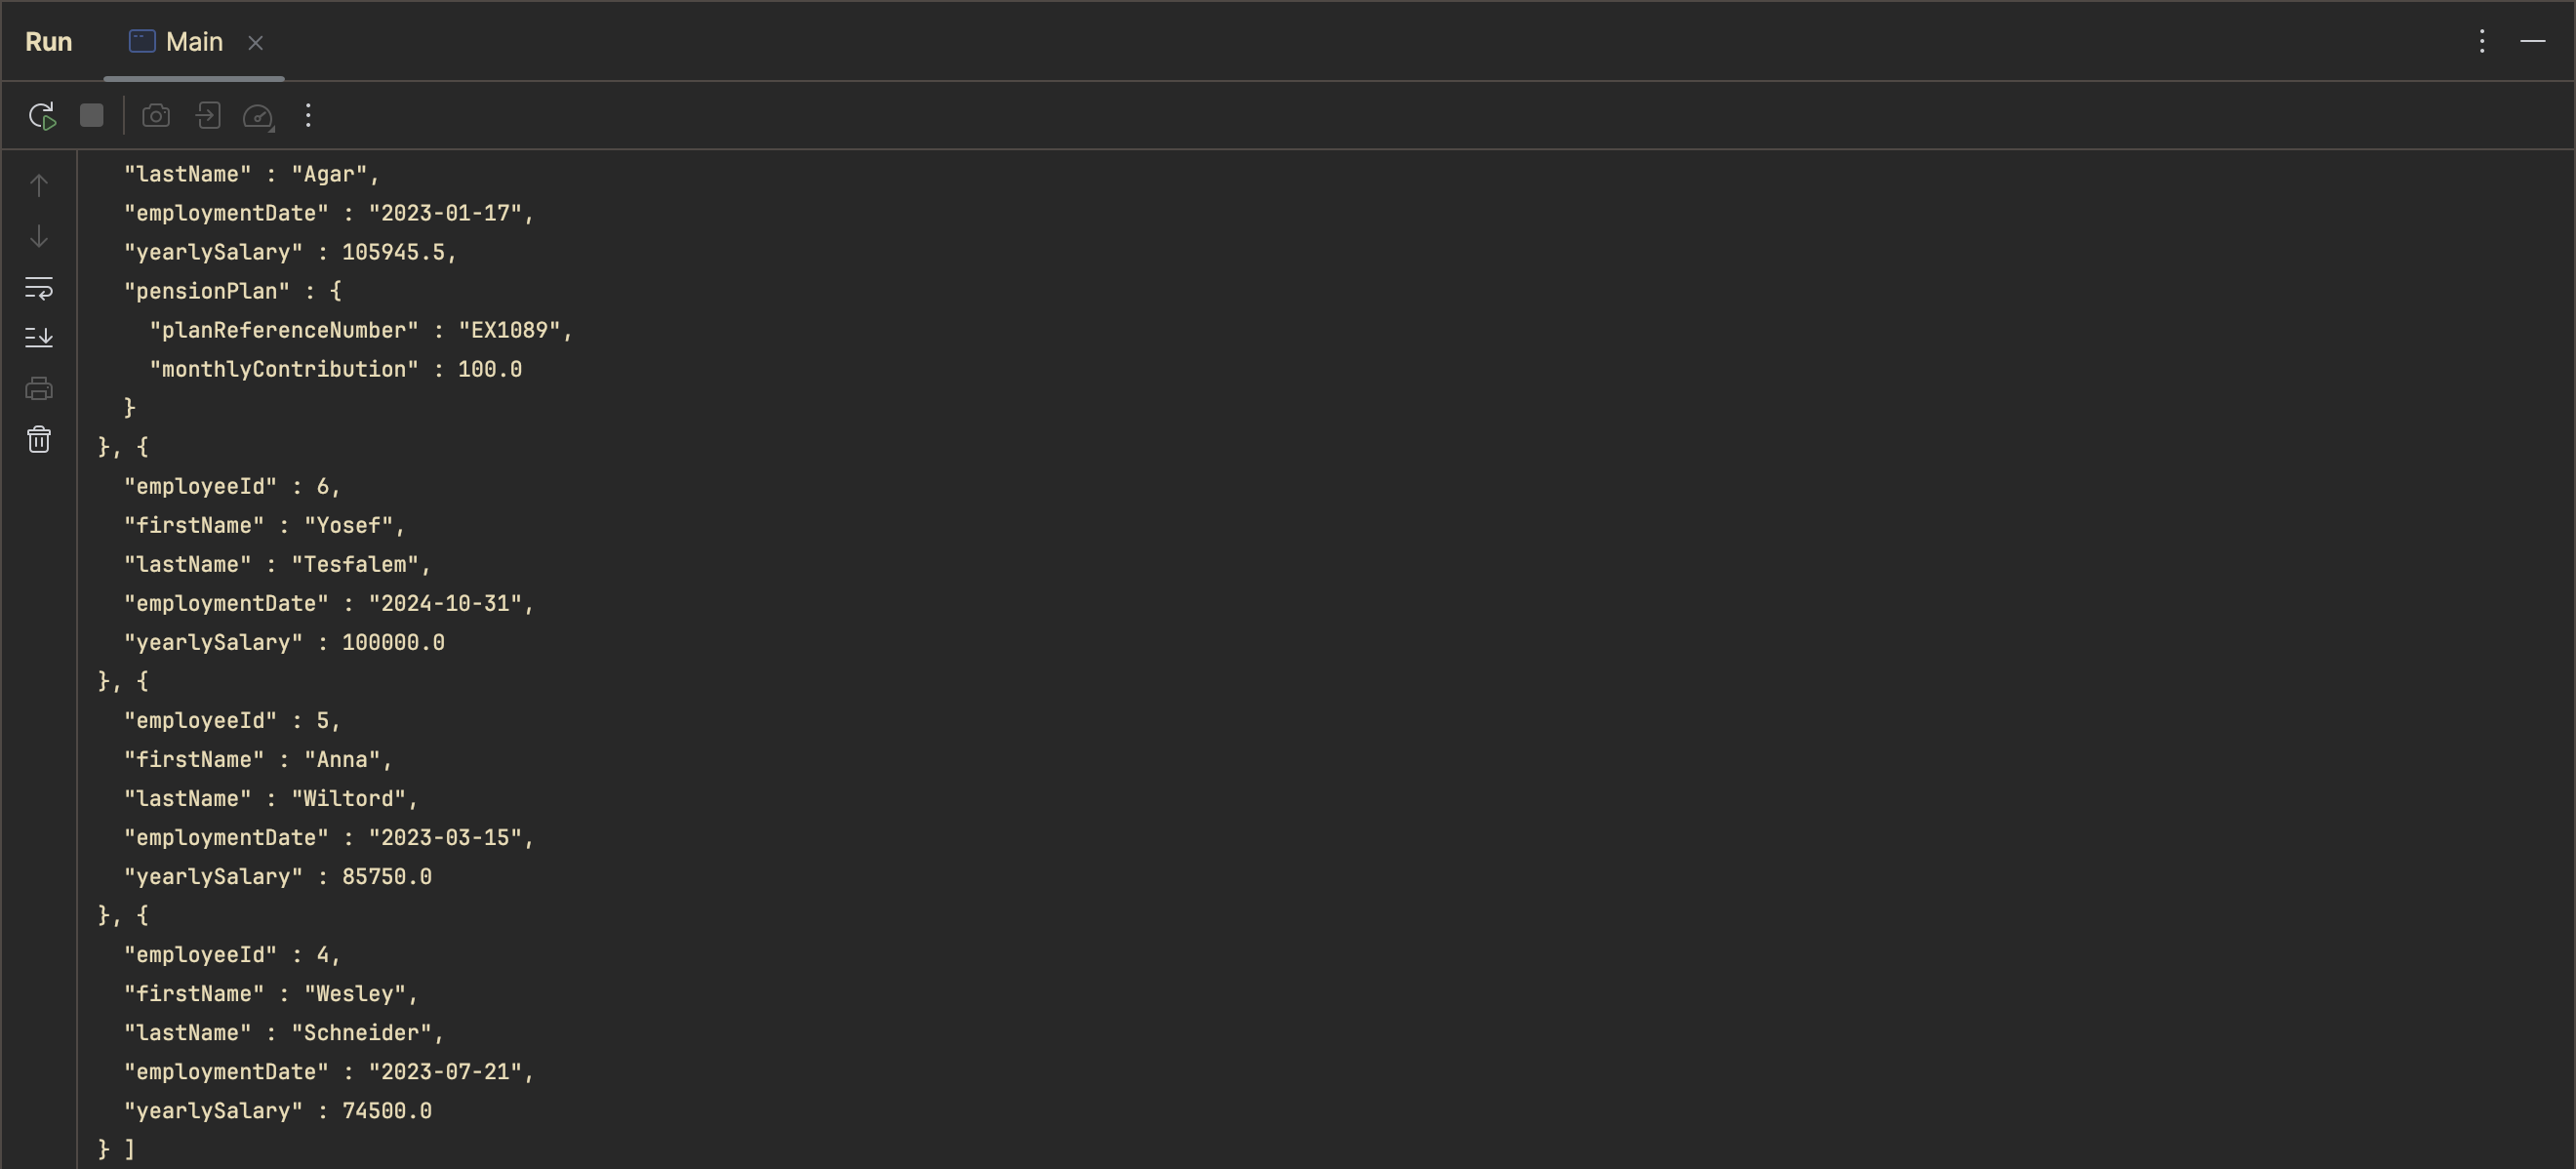 Run Main
"lastName" : "Agar",
"employmentDate" : "2023-01-17",
"yearlySalary" : 105945.5,
"pensionPlan" : {
"planReferenceNumber" : "EX1089",
"monthlyContribution" : 100.0
}
}, {
"employeeId" : 6,
"firstName" : "Yosef",
"lastName" : "Tesfalem",
"employmentDate" : "2024-10-31",
"yearlySalary" : 100000.0
}, {
"employeeId" : 5,
"firstName" : "Anna",
"lastName" : "Wiltord",
"employmentDate" : "2023-03-15",
"yearlySalary" : 85750.0
}, {
"employeeId" : 4,
"firstName" : "Wesley",
"lastName" : "Schneider",
"employmentDate" : "2023-07-21",
"yearlySalary" : 74500.0
} ]